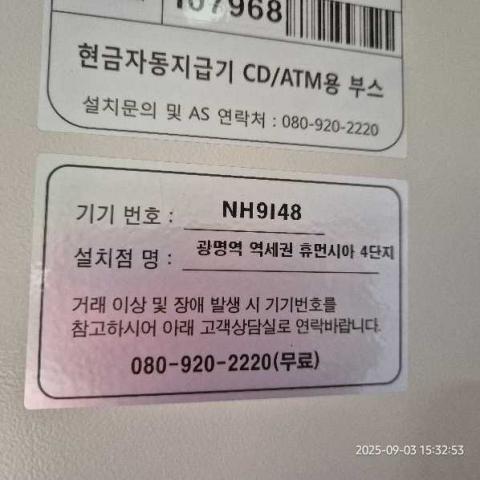 107968
현금자동지급기 CD/ATM용 부스
설치문의 및 AS 연락처 : 080-920-2220
기기 번호 : NH9I48
설치점 명 : 광명역 역세권 휴먼시아 4단지
거래 이상 및 장애 발생 시 기기번호를
참고하시어 아래 고객상담실로 연락바랍니다.
080-920-2220(무료)
2025-09-03 15:32:53